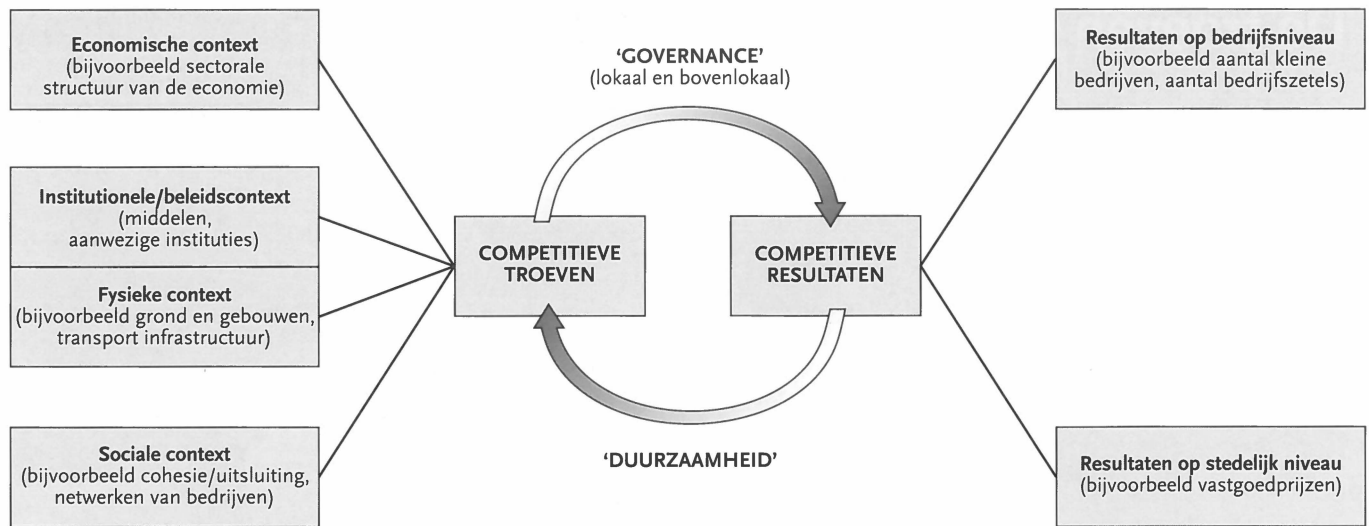 Economische context
(bijvoorbeeld sectorale
structuur van de economie)
Institutionele/beleidscontext
(middelen,
aanwezige instituties)
Fysieke context
(bijvoorbeeld grond en gebouwen,
transport infrastructuur)
Sociale context
(bijvoorbeeld cohesie/uitsluiting,
netwerken van bedrijven)
‘GOVERNANCE’
(lokaal en bovenlokaal)
COMPETITIEVE
TROEVEN
COMPETITIEVE
RESULTATEN
‘DUURZAAMHEID’
Resultaten op bedrijfsniveau
(bijvoorbeeld aantal kleine
bedrijven, aantal bedrijfszetels)
Resultaten op stedelijk niveau
(bijvoorbeeld vastgoedprijzen)